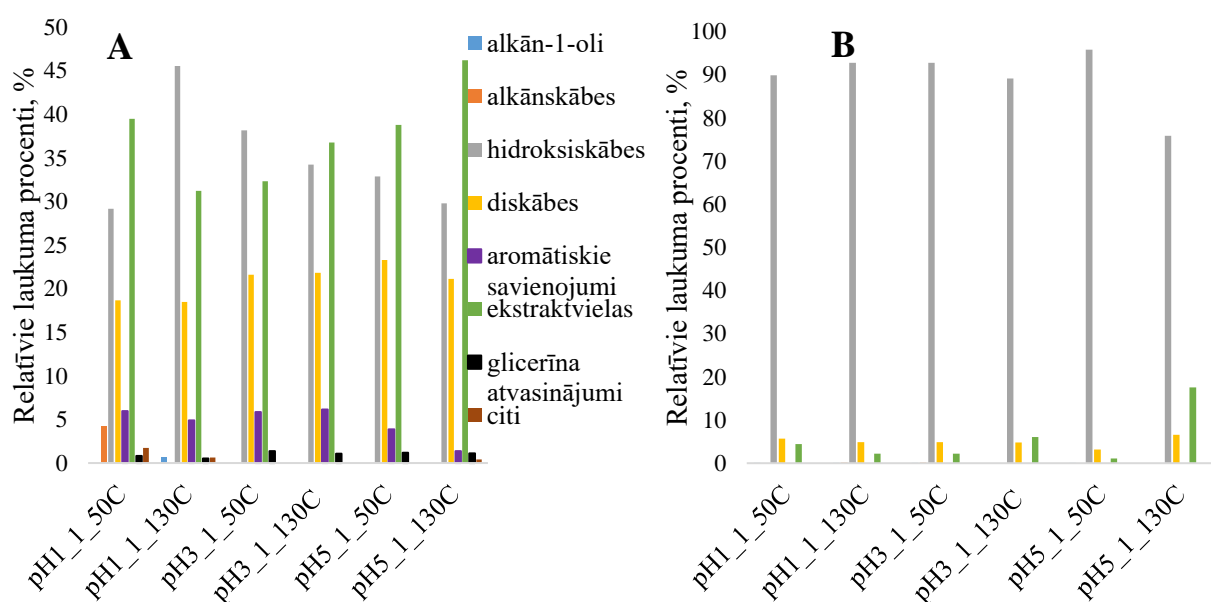 A
Relatīvie laukuma procenti, %
50
45
40
35
30
25
20
15
10
5
0
pH1_1_50C
pH1_1_130C
pH3_1_50C
pH3_1_130C
pH5_1_50C
pH5_1_130C
alkān-1-oli
alkānskābes
hidroksiskābes
diskābes
aromātiskie
savienojumi
ekstraktvielas
glicerīna
atvasinājumi
citi
B
Relatīvie laukuma procenti, %
100
90
80
70
60
50
40
30
20
10
0
pH1_1_50C
pH1_1_130C
pH3_1_50C
pH3_1_130C
pH5_1_50C
pH5_1_130C